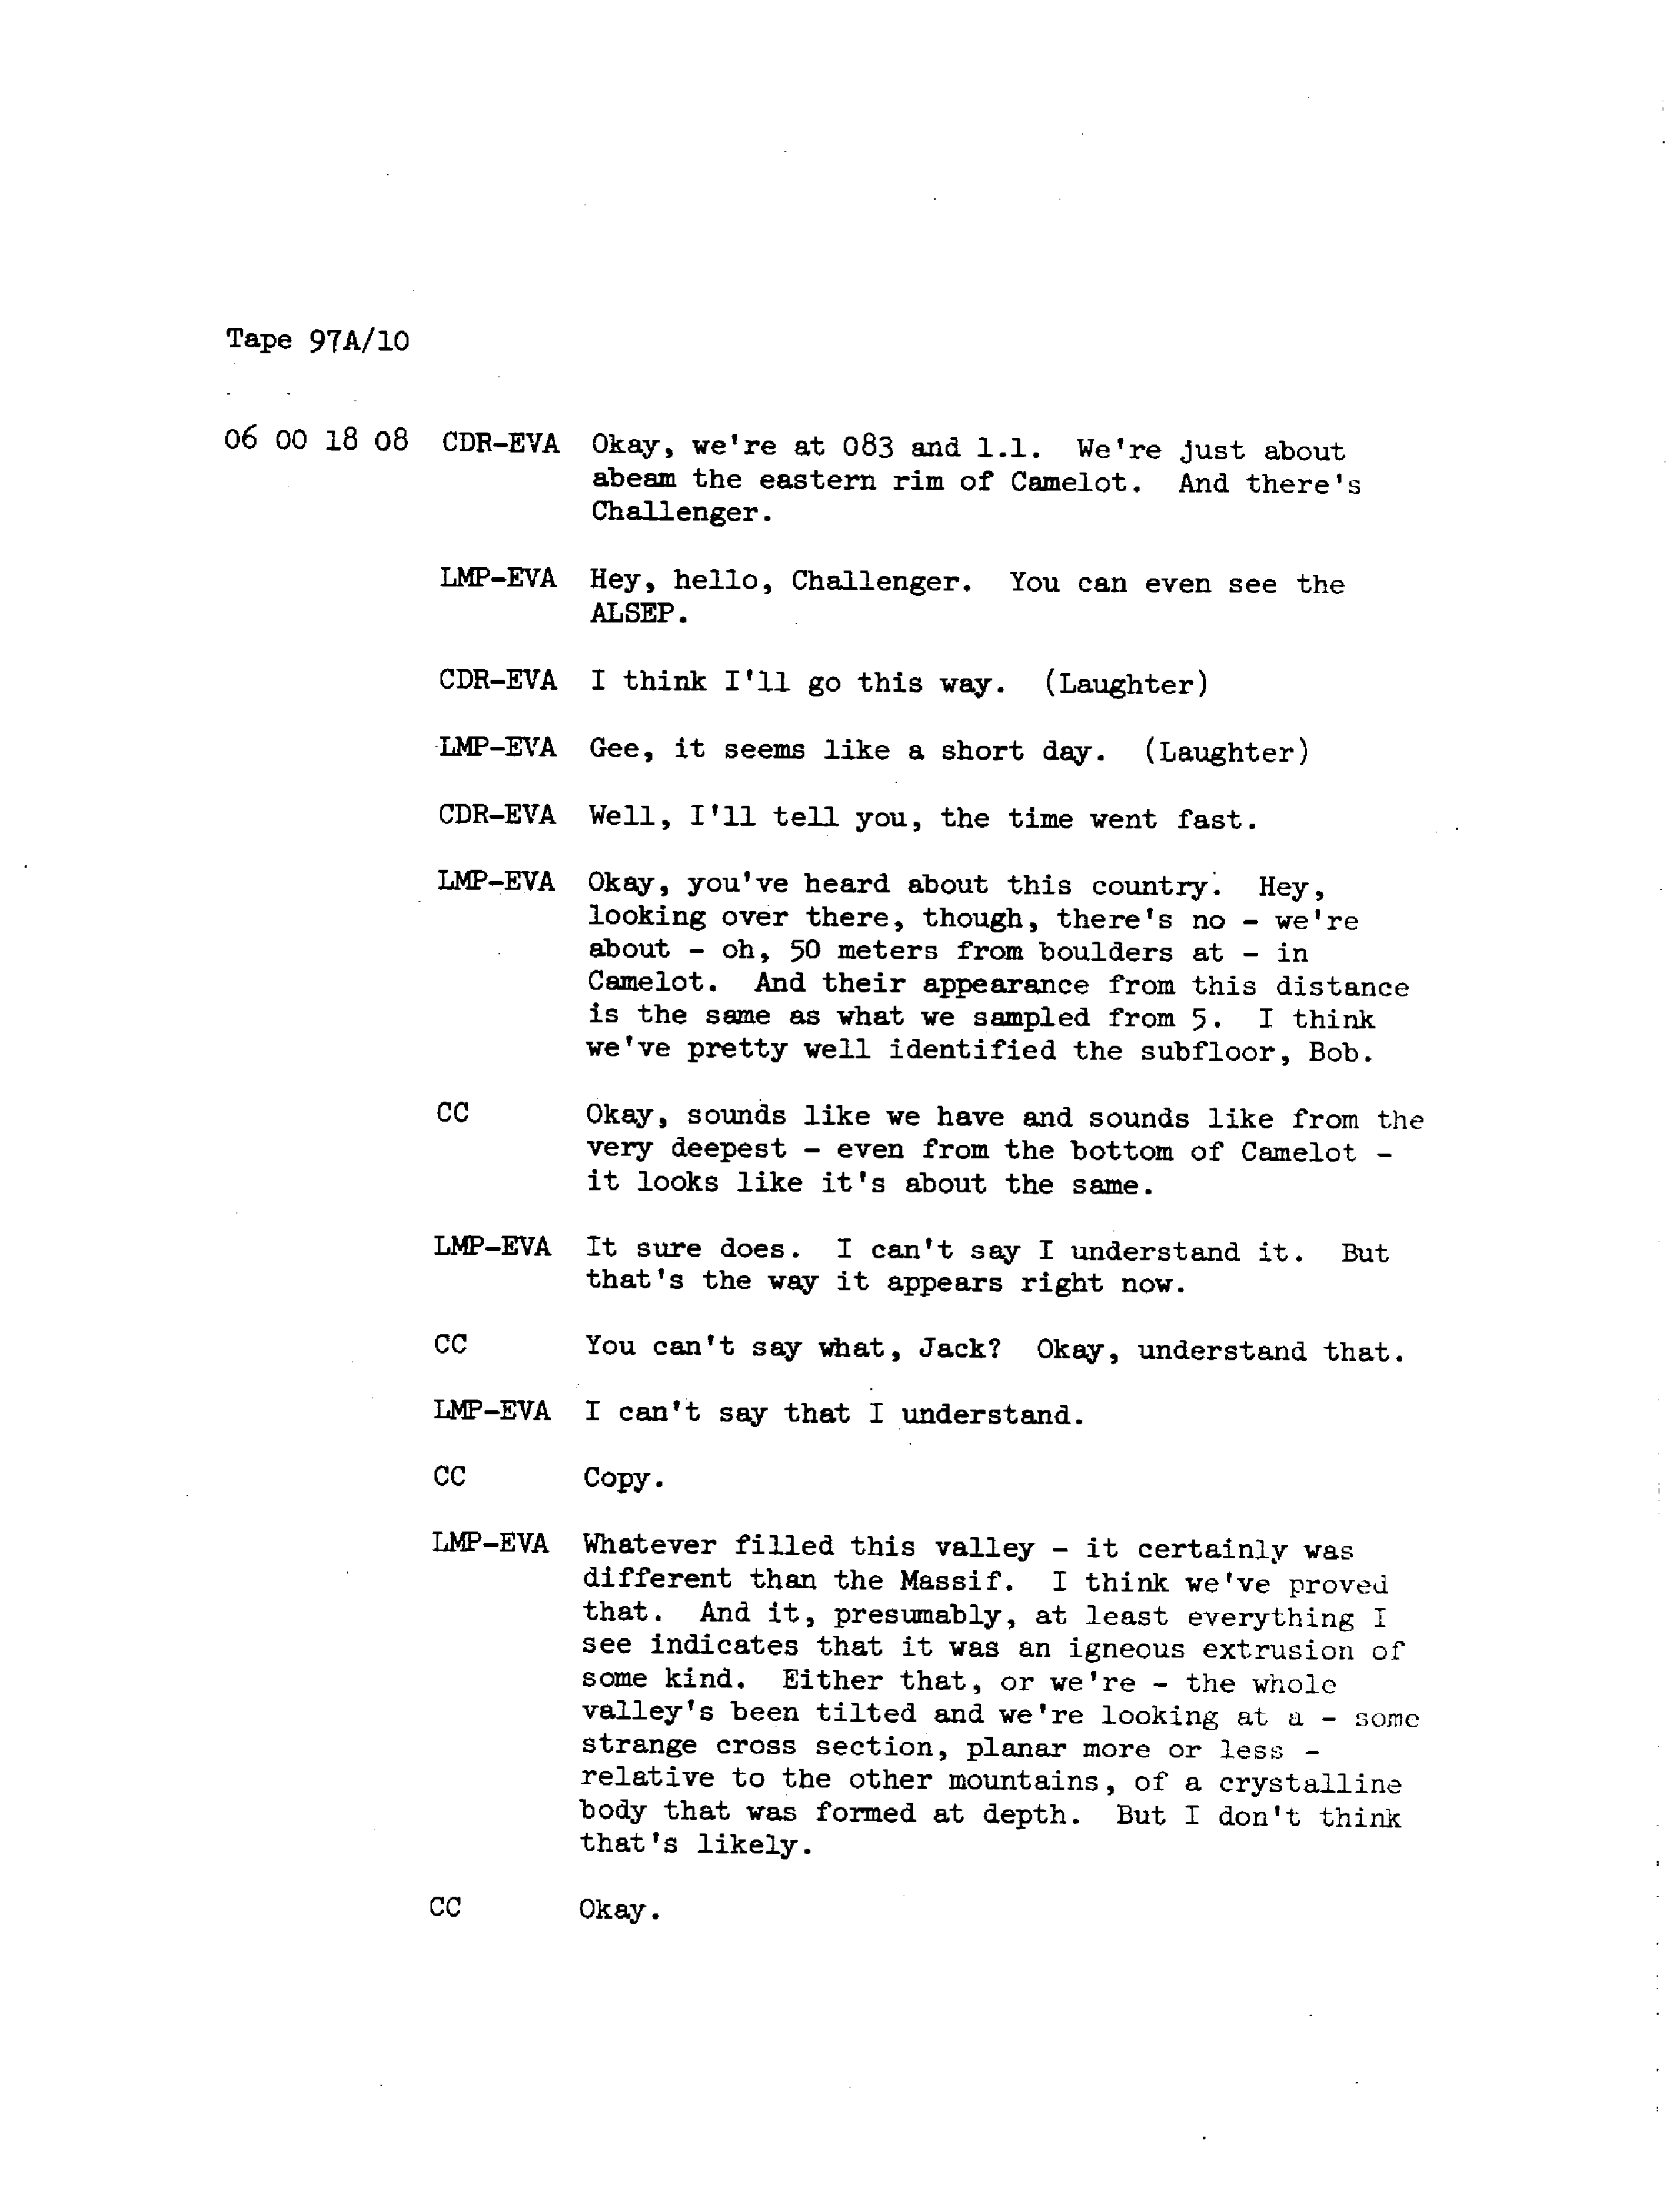 Tape 97A/10
06 00 18 08 CDR-EVA Okay, we're at 083 and 1.1. We're just about
abeam the eastern rim of Camelot. And there's
Challenger.
LMP-EVA Hey, hello, Challenger. You can even see the
ALSEP.
CDR-EVA I think I'll go this way. (Laughter)
LMP-EVA Gee, it seems like a short day. (Laughter)
CDR-EVA Well, I'll tell you, the time went fast.
LMP-EVA Okay, you've heard about this country. Hey,
looking over there, though, there's no - we're
about - oh, 50 meters from boulders at - in
Camelot. And their appearance from this distance
is the same as what we sampled from 5. I think
we've pretty well identified the subfloor, Bob.
CC Okay, sounds like we have and sounds like from the
very deepest - even from the bottom of Camelot -
it looks like it's about the same.
LMP-EVA It sure does. I can't say I understand it. But
that's the way it appears right now.
CC You can't say what, Jack? Okay, understand that.
LMP-EVA I can't say that I understand.
CC Copy.
LMP-EVA Whatever filled this valley - it certainly was
different than the Massif. I think we've proved
that. And it, presumably, at least everything I
see indicates that it was an igneous extrusion of
some kind. Either that, or we're - the whole
valley's been tilted and we're looking at a - some
strange cross section, planar more or less -
relative to the other mountains, of a crystalline
body that was formed at depth. But I don't think
that's likely.
CC Okay.